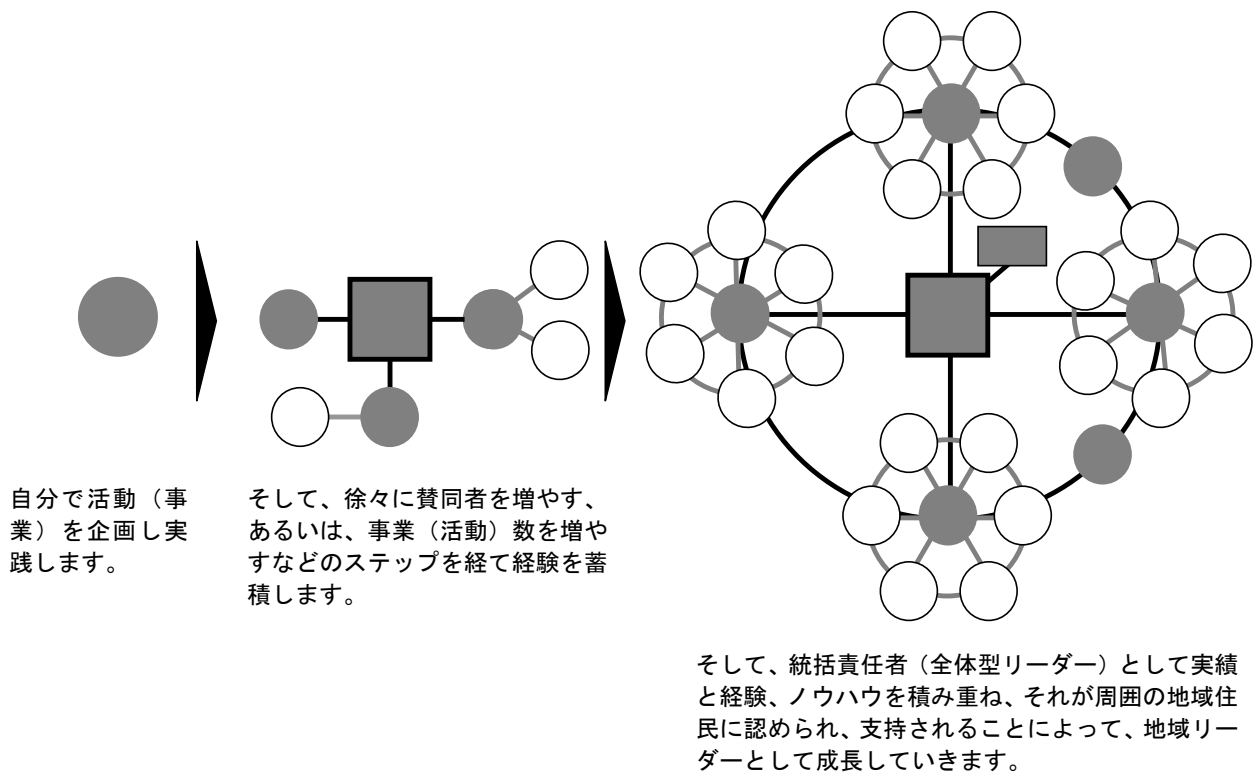 自分で活動（事
業）を企画し実
践します。
そして、徐々に賛同者を増やす、
あるいは、事業（活動）数を増や
すなどのステップを経て経験を蓄
積します。
そして、統括責任者（全体型リーダー）として実績
と経験、ノウハウを積み重ね、それが周囲の地域住
民に認められ、支持されることによって、地域リー
ダーとして成長していきます。